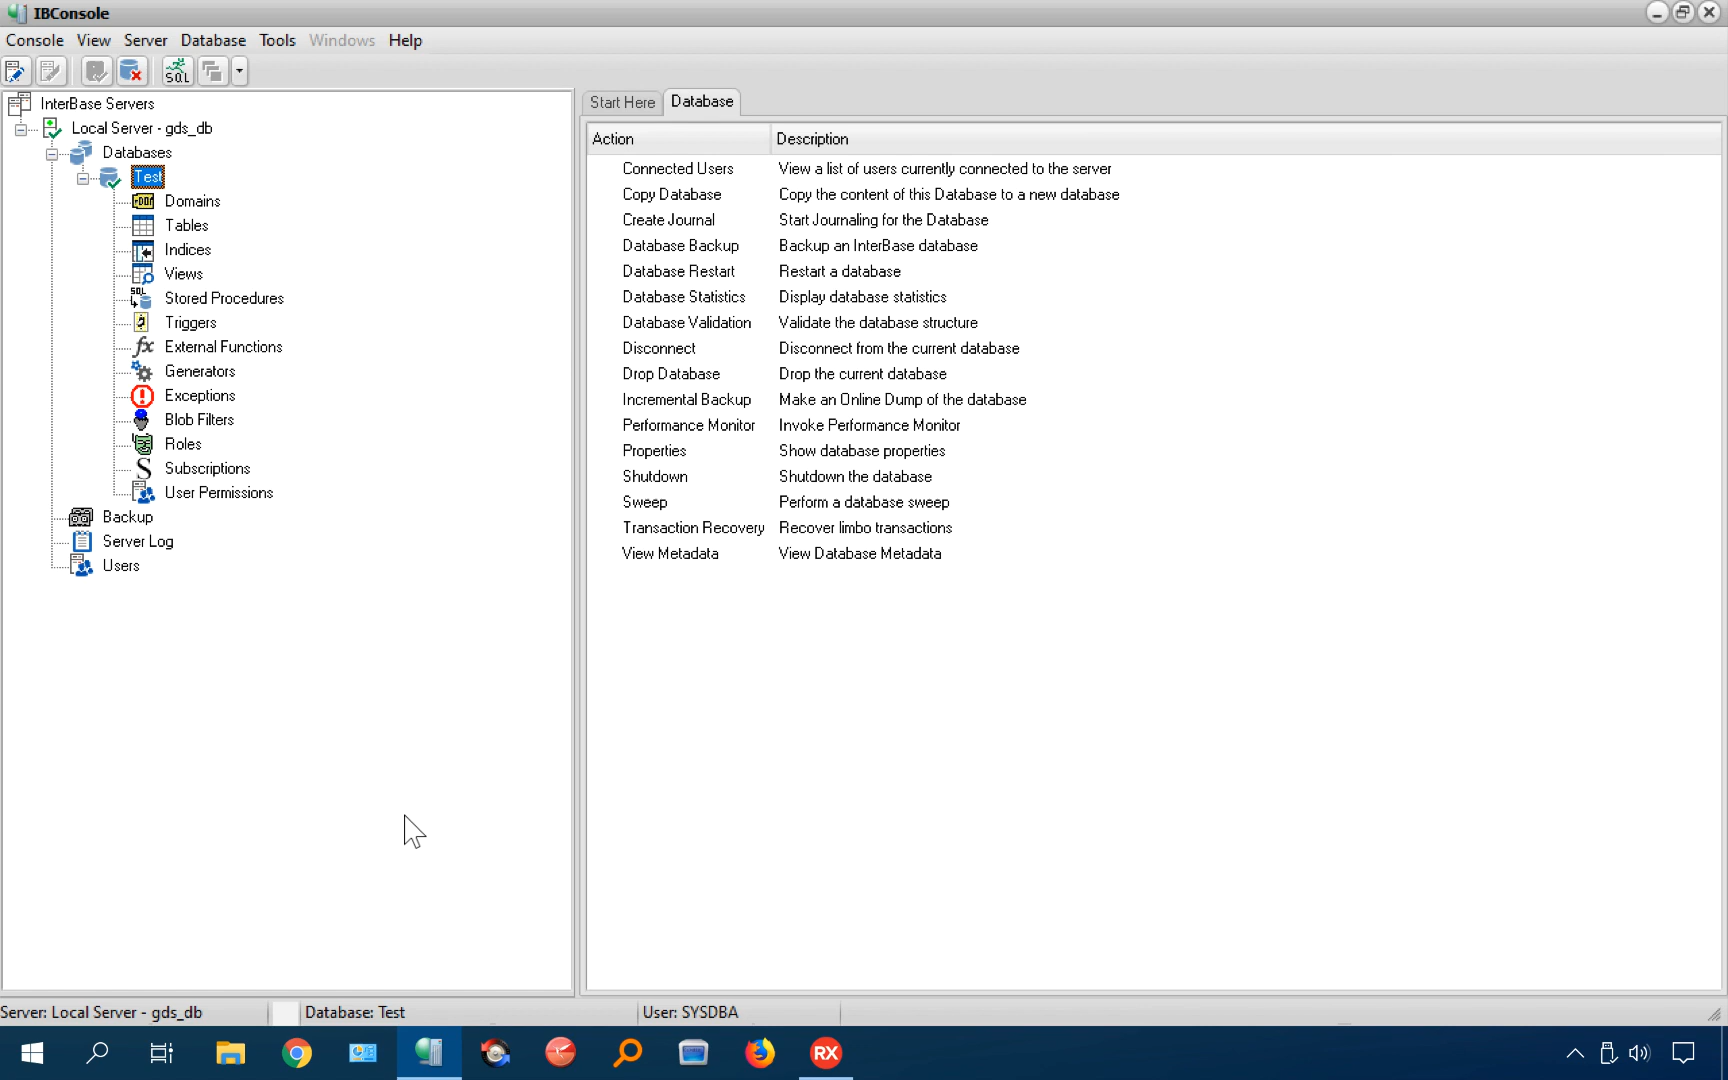 IBConsole
Console View Server Database Tools Windows Help
SQL
InterBase Servers
Local Server - gds_db
Databases
Test
Domains
Tables
Indices
Views
Stored Procedures
Triggers
External Functions
Generators
Exceptions
Blob Filters
Roles
Subscriptions
User Permissions
Backup
Server Log
Users
Start Here Database
Action Description
Connected Users View a list of users currently connected to the server
Copy Database Copy the content of this Database to a new database
Create Journal Start Journaling for the Database
Database Backup Backup an InterBase database
Database Restart Restart a database
Database Statistics Display database statistics
Database Validation Validate the database structure
Disconnect Disconnect from the current database
Drop Database Drop the current database
Incremental Backup Make an Online Dump of the database
Performance Monitor Invoke Performance Monitor
Properties Show database properties
Shutdown Shutdown the database
Sweep Perform a database sweep
Transaction Recovery Recover limbo transactions
View Metadata View Database Metadata
Server: Local Server - gds_db Database: Test User: SYSDBA
RX